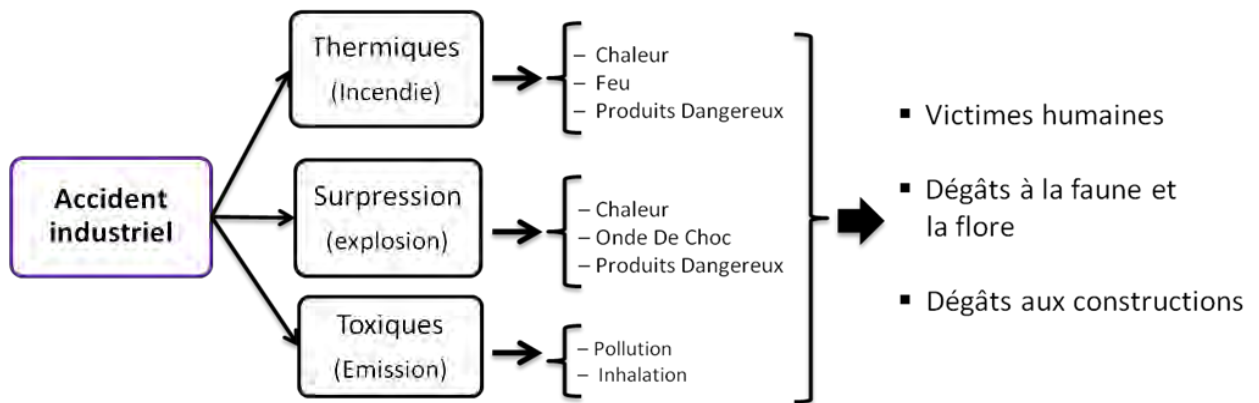 Accident
industriel
Thermiques
(Incendie)
– Chaleur
– Feu
– Produits Dangereux
Surpression
(explosion)
– Chaleur
– Onde De Choc
– Produits Dangereux
Toxiques
(Emission)
– Pollution
– Inhalation
▪ Victimes humaines
▪ Dégâts à la faune et
la flore
▪ Dégâts aux constructions